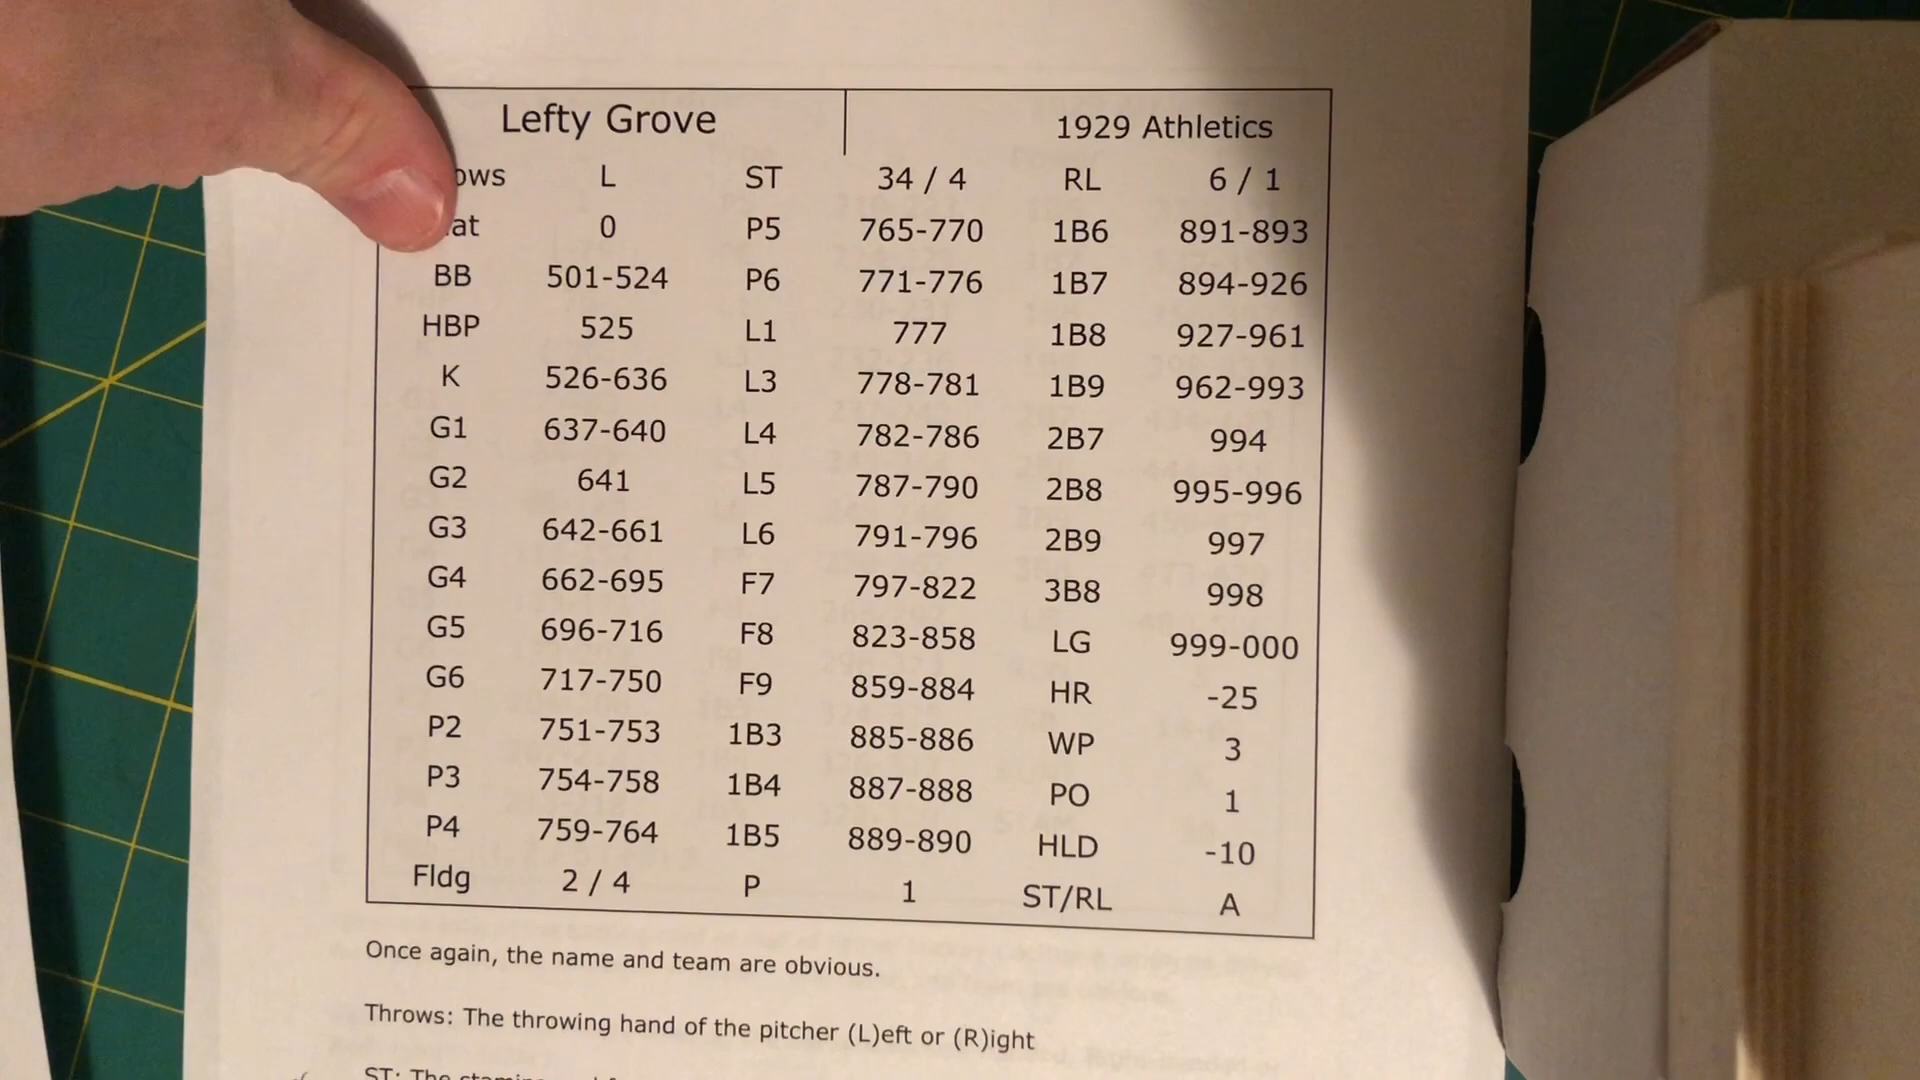 Lefty Grove 1929 Athletics
L ST 34 / 4 RL 6 / 1
0 P5 765-770 1B6 891-893
BB 501-524 P6 771-776 1B7 894-926
HBP 525 L1 777 1B8 927-961
K 526-636 L3 778-781 1B9 962-993
G1 637-640 L4 782-786 2B7 994
G2 641 L5 787-790 2B8 995-996
G3 642-661 L6 791-796 2B9 997
G4 662-695 F7 797-822 3B8 998
G5 696-716 F8 823-858 LG 999-000
G6 717-750 F9 859-884 HR -25
P2 751-753 1B3 885-886 WP 3
P3 754-758 1B4 887-888 PO 1
P4 759-764 1B5 889-890 HLD -10
Fldg 2 / 4 P 1 ST/RL A
Once again, the name and team are obvious.
Throws: The throwing hand of the pitcher (L)eft or (R)ight
ST: The